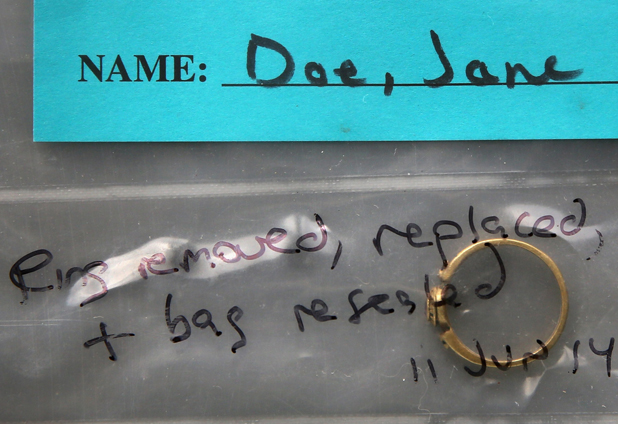 NAME: Doe, Jane
Ring removed, replaced,
+ bag resealed
11 JUN 14